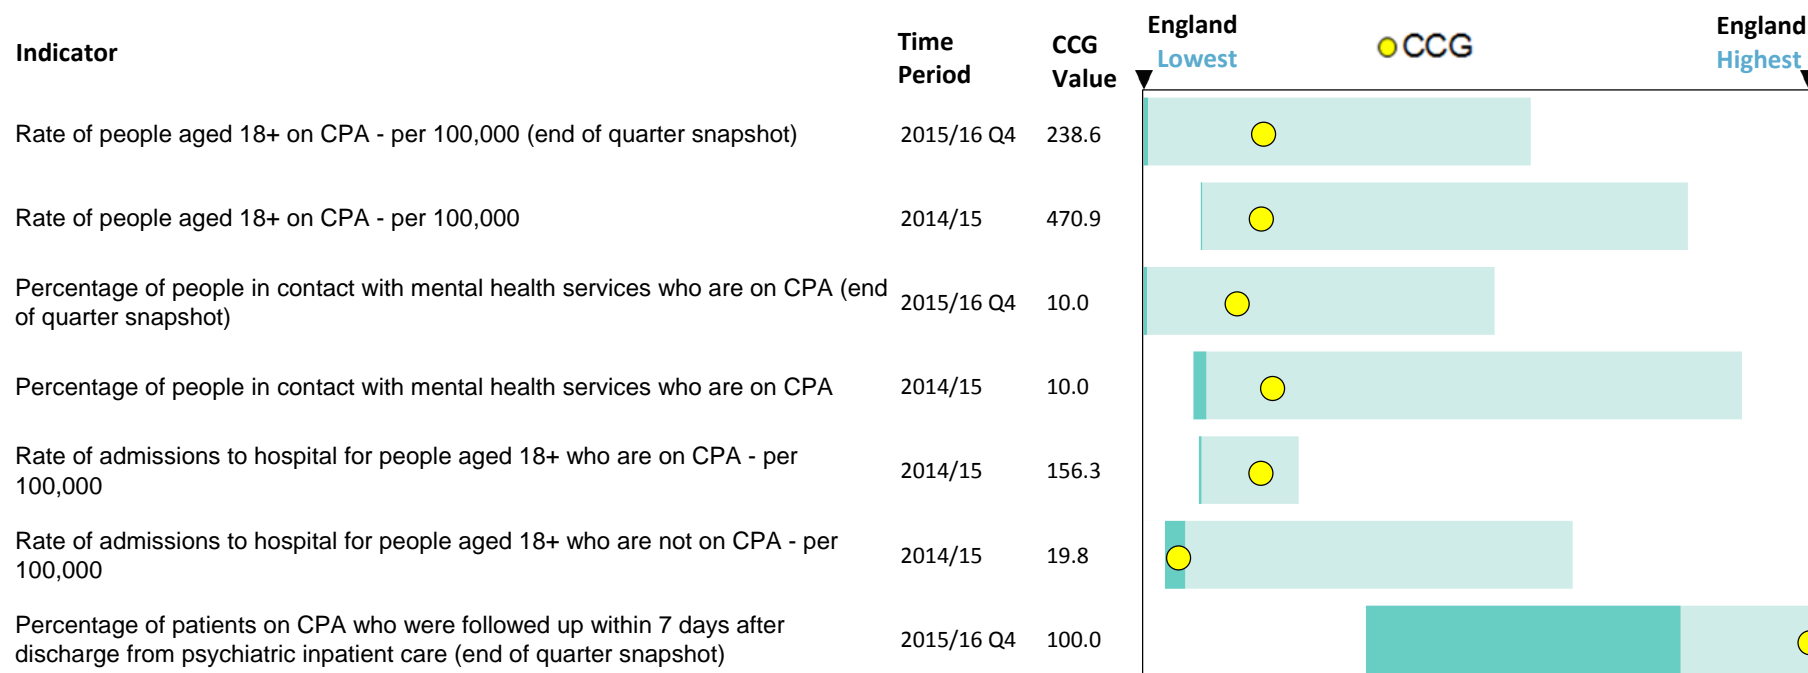 Indicator
Time Period
CCG Value
England Lowest
CCG
England Highest
Rate of people aged 18+ on CPA - per 100,000 (end of quarter snapshot) 2015/16 Q4 238.6
Rate of people aged 18+ on CPA - per 100,000 2014/15 470.9
Percentage of people in contact with mental health services who are on CPA (end
of quarter snapshot) 2015/16 Q4 10.0
Percentage of people in contact with mental health services who are on CPA 2014/15 10.0
Rate of admissions to hospital for people aged 18+ who are on CPA - per
100,000 2014/15 156.3
Rate of admissions to hospital for people aged 18+ who are not on CPA - per
100,000 2014/15 19.8
Percentage of patients on CPA who were followed up within 7 days after
discharge from psychiatric inpatient care (end of quarter snapshot) 2015/16 Q4 100.0